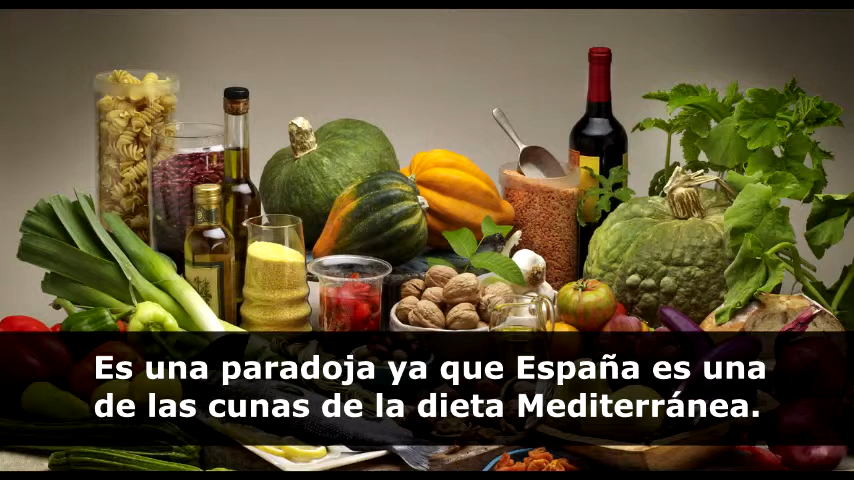 Es una paradoja ya que España es una
de las cunas de la dieta Mediterránea.